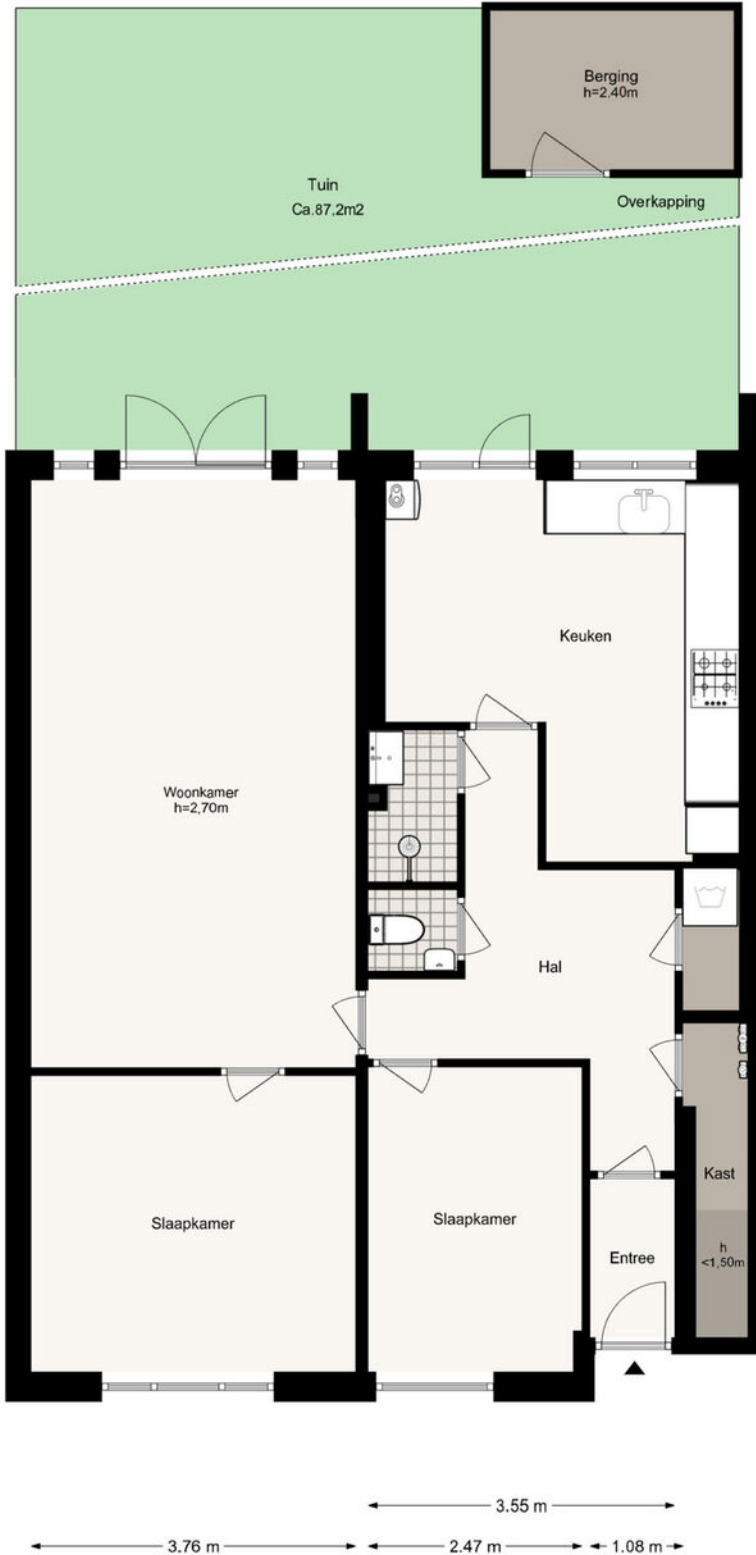 Berging
h=2.40m
Tuin
Ca.87,2m2
Overkapping
Keuken
Woonkamer
h=2,70m
Hal
Slaapkamer
Slaapkamer
Kast
Entree
h
<1,50m
3.55 m
3.76 m
2.47 m
1.08 m